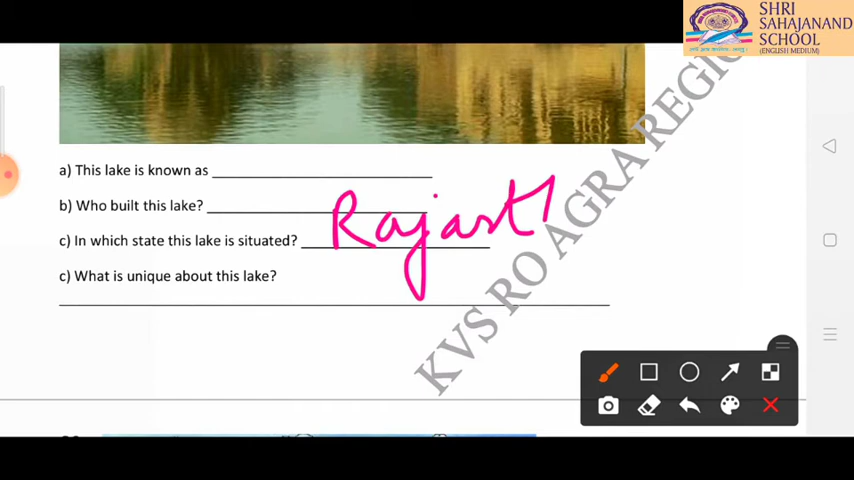 SHRI
SAHAJANAND
SCHOOL
(ENGLISH MEDIUM)
a) This lake is known as
b) Who built this lake?
c) In which state this lake is situated? Rajasth
c) What is unique about this lake?
KVS RO AGRA REGIO